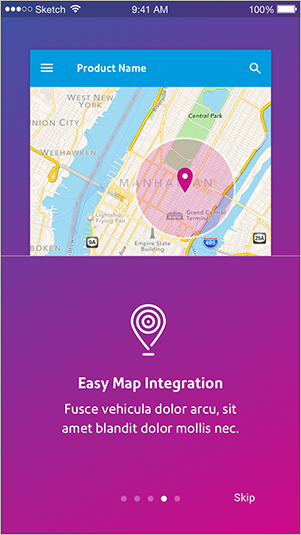 Sketch 9:41 AM 100%
Product Name
WEST NEW
YORK
UNION CITY
Central Park
WEEHAWKEN
MANHATTAN
Lightship
Frying Pan
Grand Central
Terminal
HOBOKEN
9A
Empire State
Building
495
25A
Easy Map Integration
Fusce vehicula dolor arcu, sit
amet blandit dolor mollis nec.
Skip